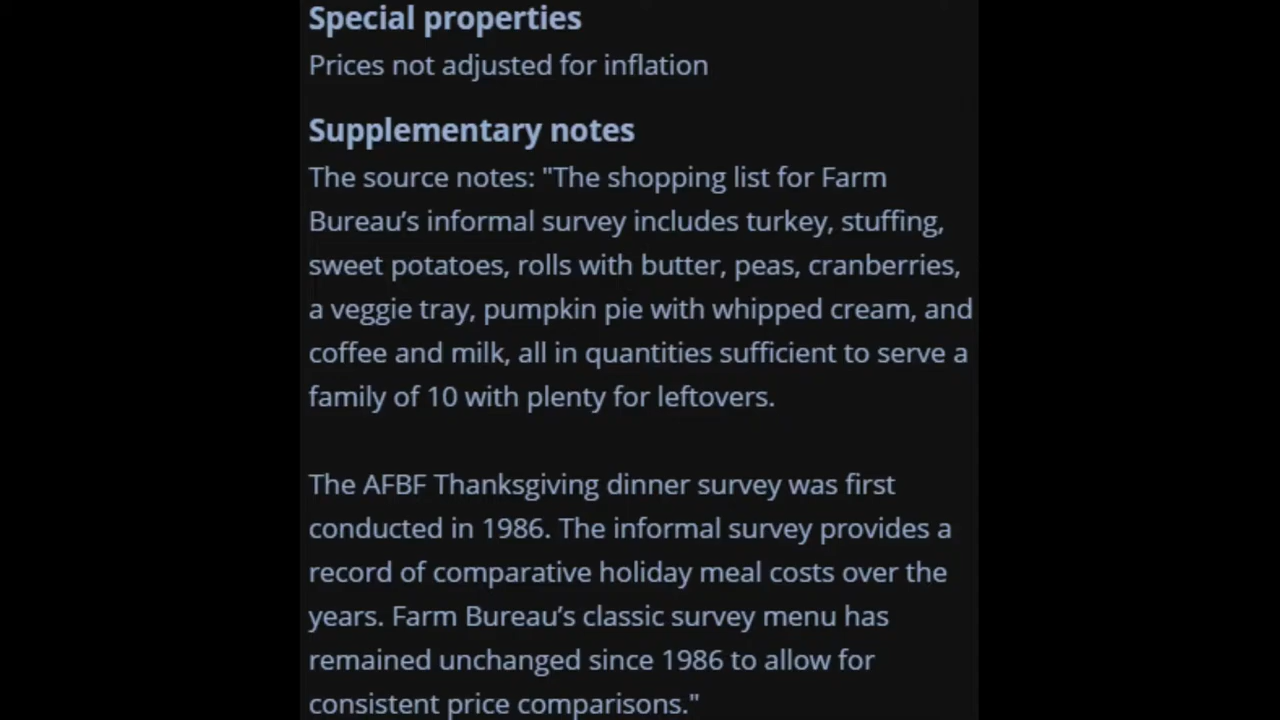 Special properties
Prices not adjusted for inflation
Supplementary notes
The source notes: "The shopping list for Farm
Bureau’s informal survey includes turkey, stuffing,
sweet potatoes, rolls with butter, peas, cranberries,
a veggie tray, pumpkin pie with whipped cream, and
coffee and milk, all in quantities sufficient to serve a
family of 10 with plenty for leftovers.
The AFBF Thanksgiving dinner survey was first
conducted in 1986. The informal survey provides a
record of comparative holiday meal costs over the
years. Farm Bureau’s classic survey menu has
remained unchanged since 1986 to allow for
consistent price comparisons."